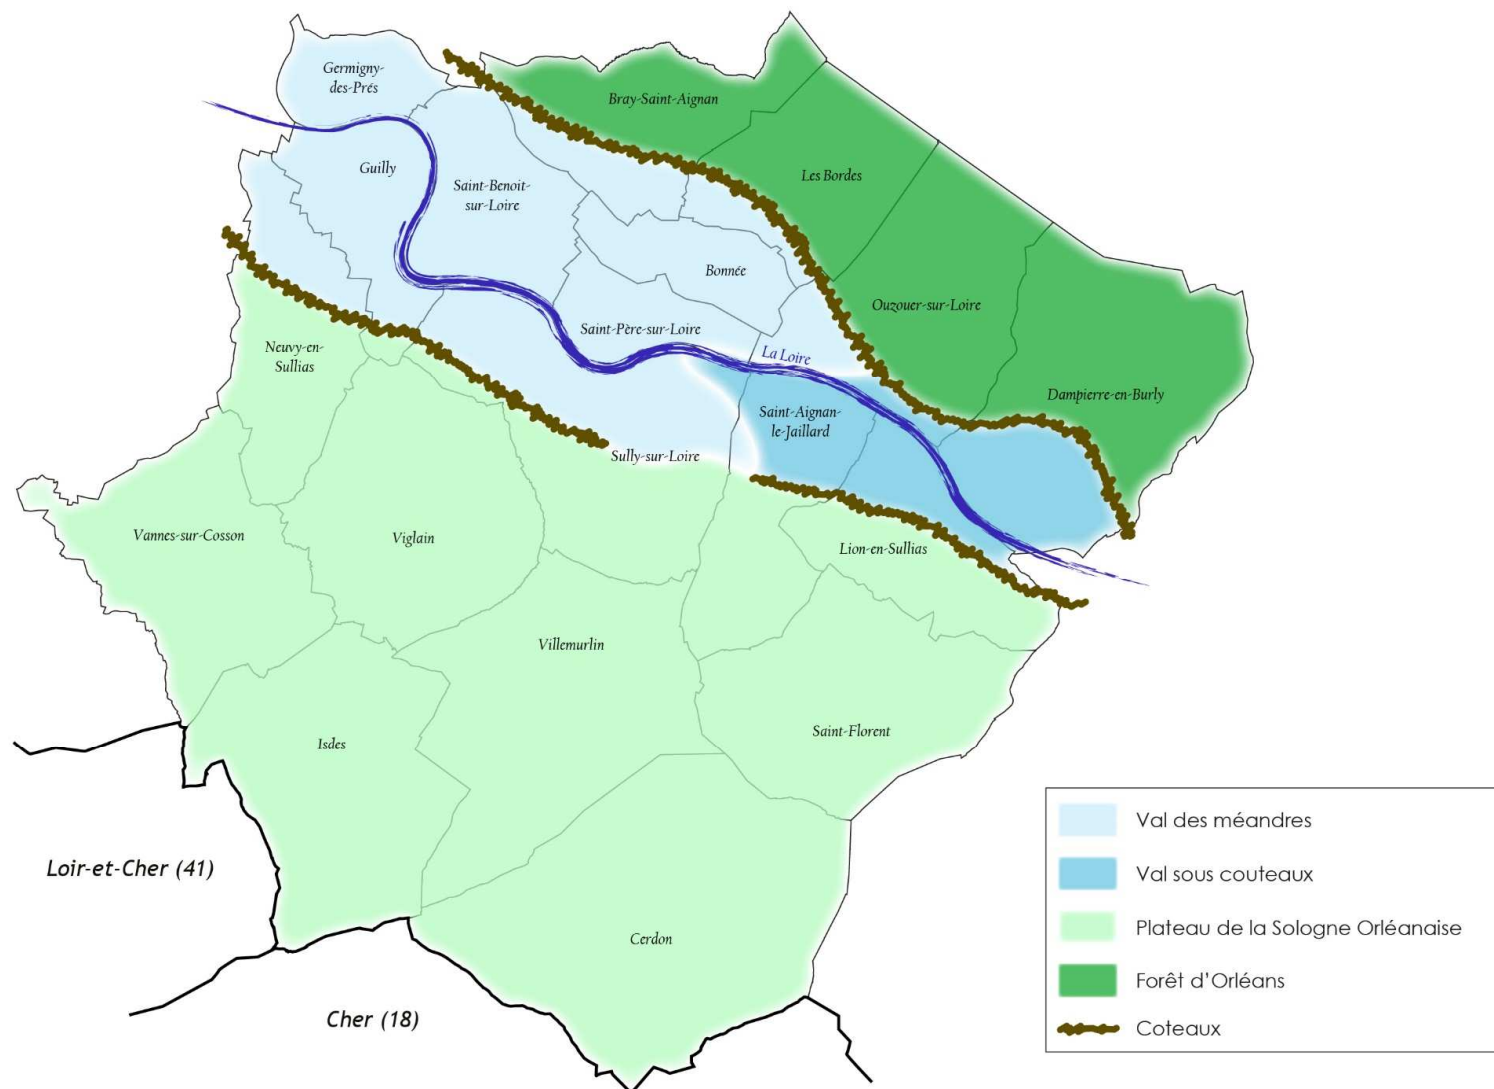 Germigny-
des-Prés
Bray-Saint-Aignan
Guilly
Saint-Benoit-
sur-Loire
Les Bordes
Bonnée
Ouzouer-sur-Loire
Saint-Père-sur-Loire
La Loire
Neuvy-en-
Sullias
Dampierre-en-Burly
Saint-Aignan-
le-Jaillard
Sully-sur-Loire
Vannes-sur-Cosson
Viglain
Lion-en-Sullias
Villemurlin
Saint-Florent
Isdes
Loir-et-Cher (41)
Cerdon
Cher (18)
Val des méandres
Val sous couteaux
Plateau de la Sologne Orléanaise
Forêt d'Orléans
Coteaux